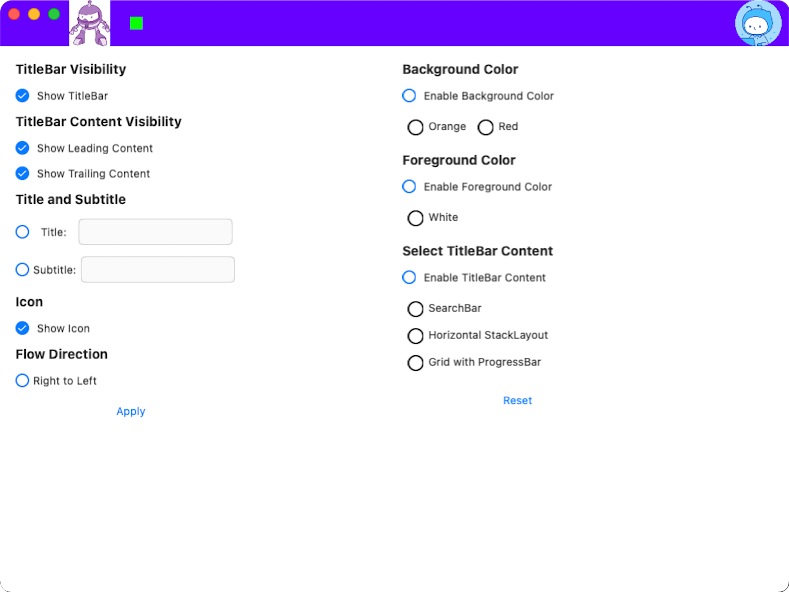 TitleBar Visibility
Show TitleBar
TitleBar Content Visibility
Show Leading Content
Show Trailing Content
Title and Subtitle
Title:
Subtitle:
Icon
Show Icon
Flow Direction
Right to Left
Apply
Background Color
Enable Background Color
Orange Red
Foreground Color
Enable Foreground Color
White
Select TitleBar Content
Enable TitleBar Content
SearchBar
Horizontal StackLayout
Grid with ProgressBar
Reset